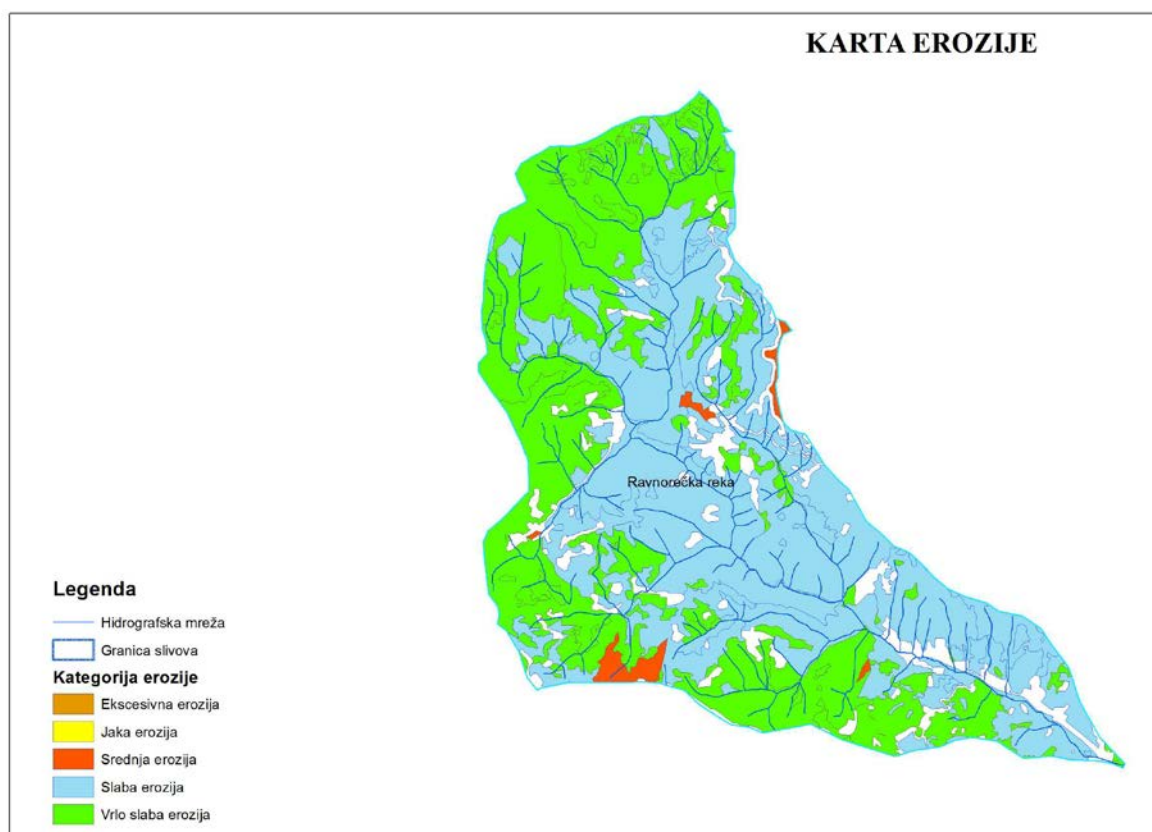 KARTA EROZIJE
Ravnorečka reka
Legenda
Hidrografska mreža
Granica slivova
Kategorija erozije
Ekscesivna erozija
Jaka erozija
Srednja erozija
Slaba erozija
Vrlo slaba erozija